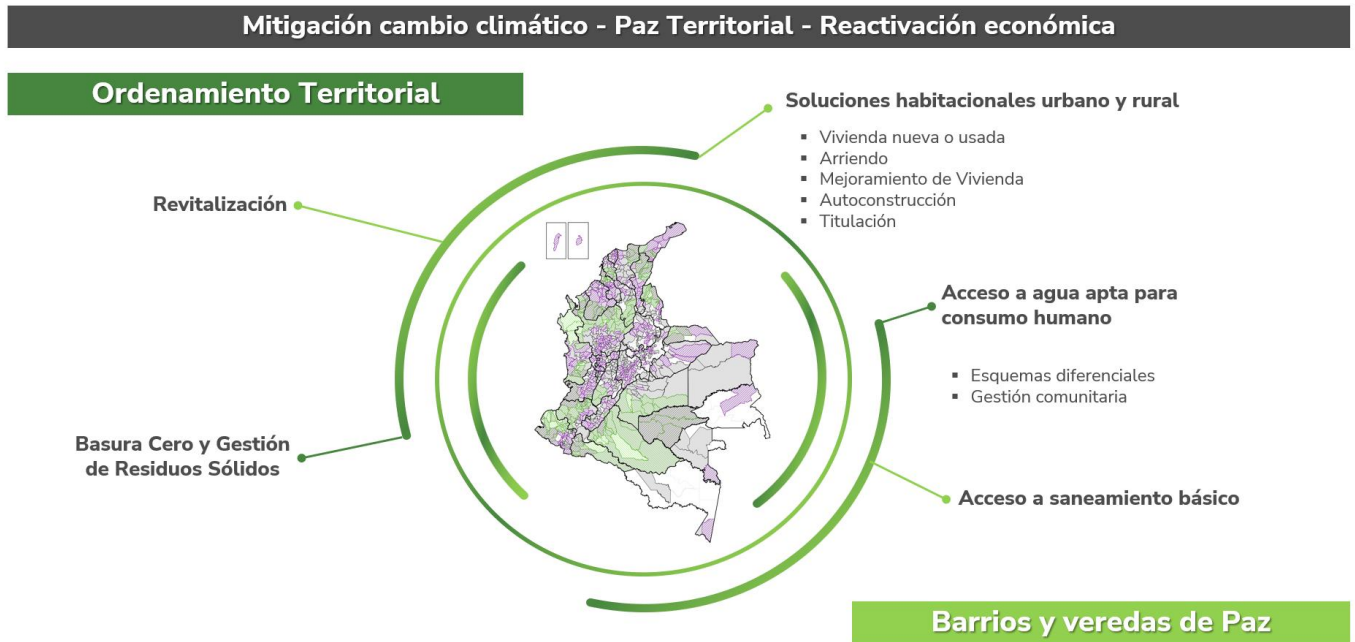 Mitigación cambio climático - Paz Territorial - Reactivación económica
Ordenamiento Territorial
Soluciones habitacionales urbano y rural
▪ Vivienda nueva o usada
▪ Arriendo
▪ Mejoramiento de Vivienda
▪ Autoconstrucción
▪ Titulación
Revitalización
Acceso a agua apta para
consumo humano
▪ Esquemas diferenciales
▪ Gestión comunitaria
Basura Cero y Gestión
de Residuos Sólidos
Acceso a saneamiento básico
Barrios y veredas de Paz